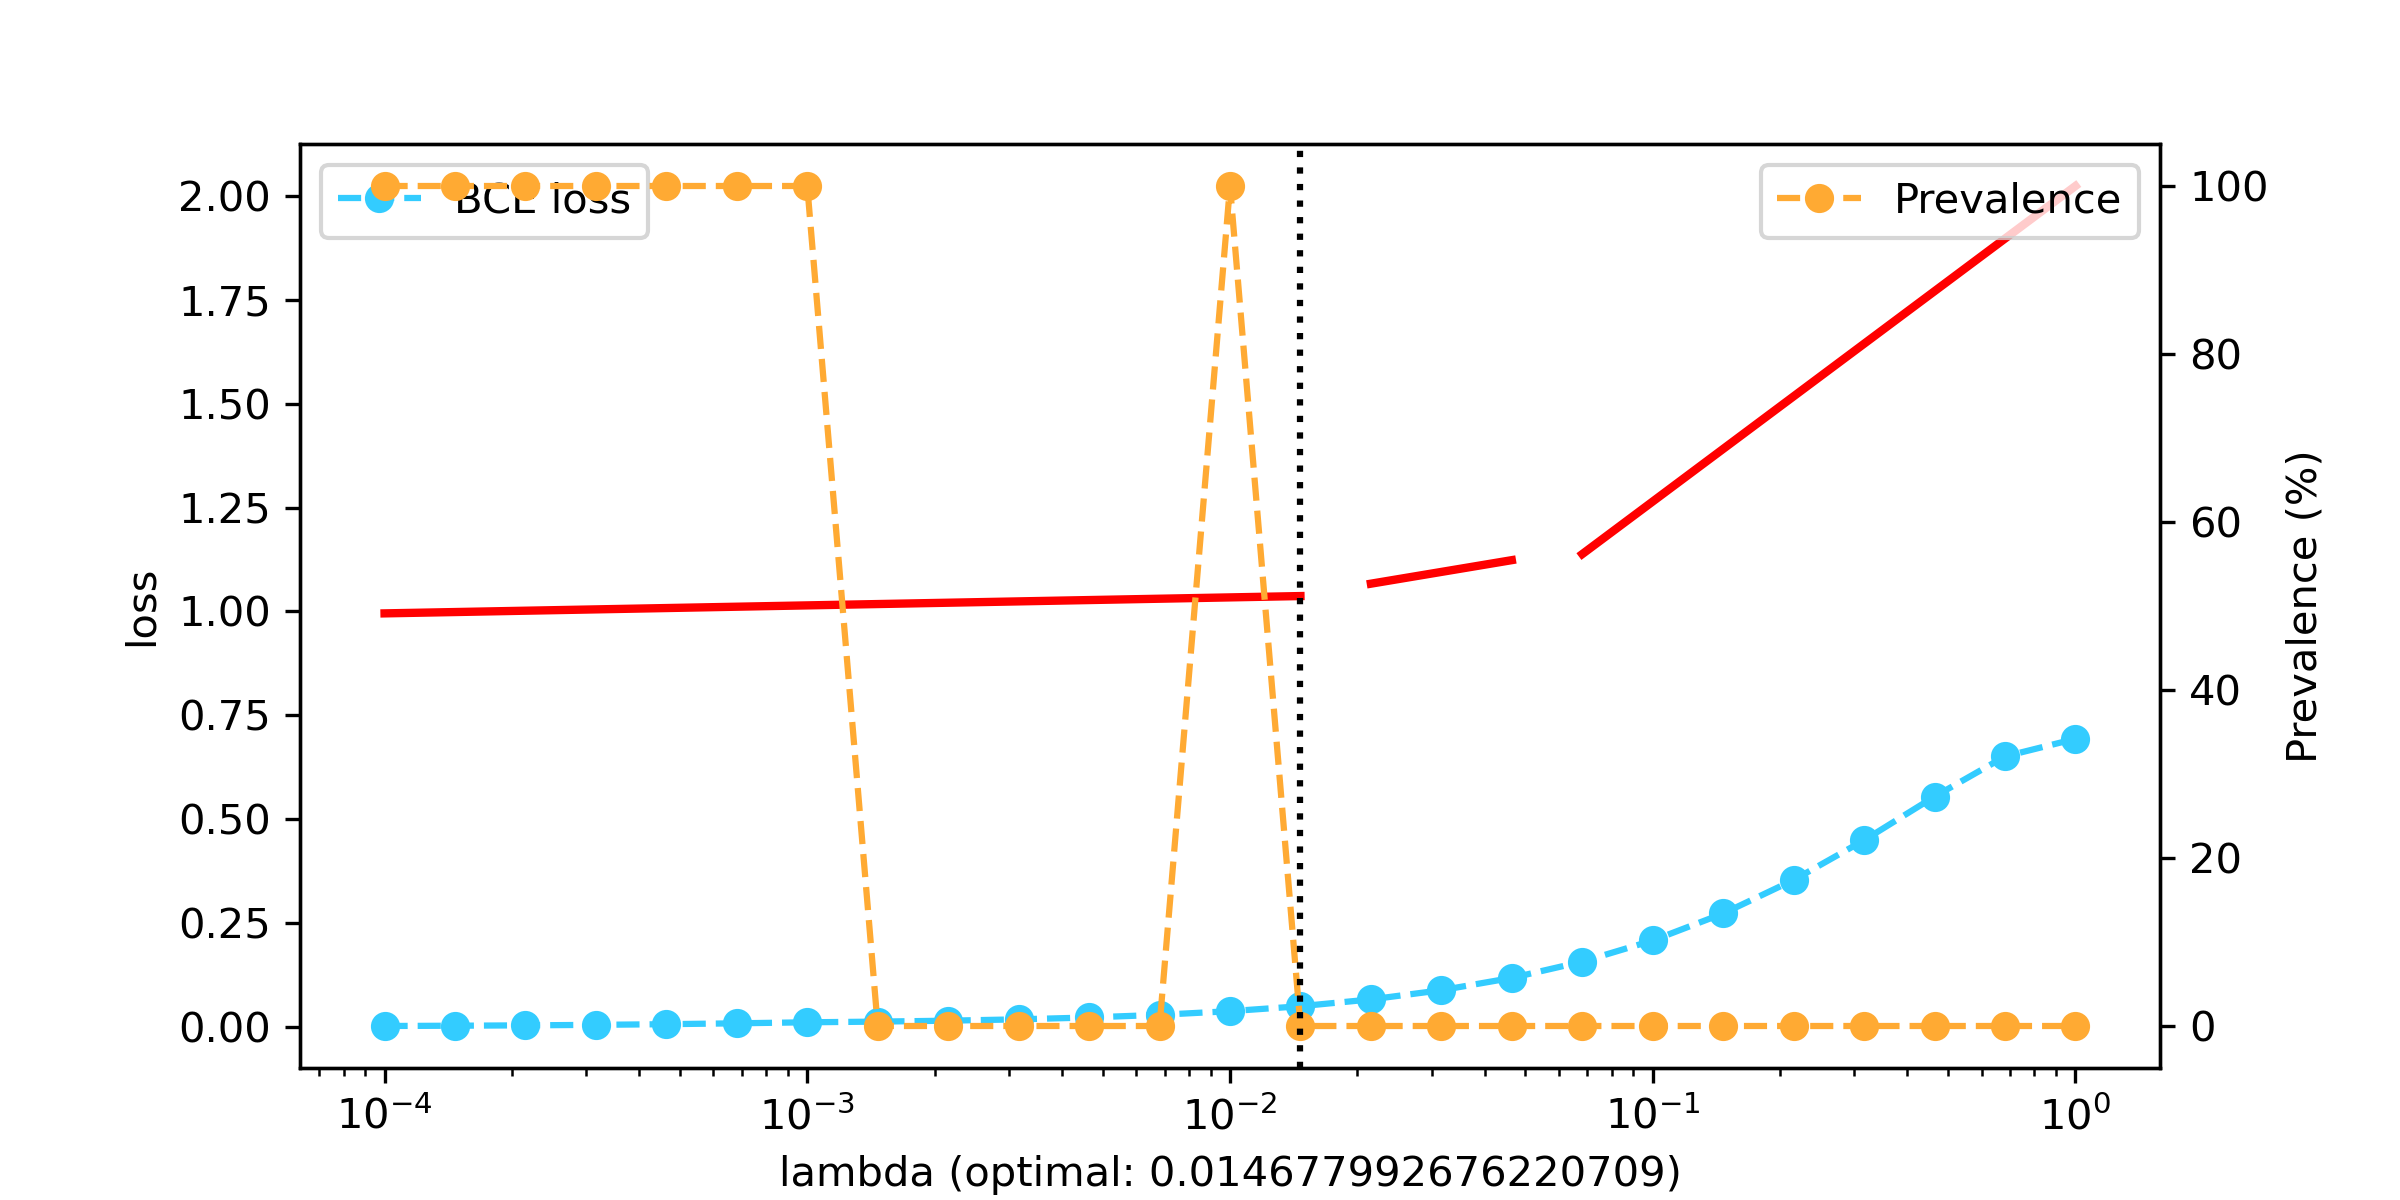 BCL loss
Prevalence
2.00
1.75
1.50
1.25
1.00
0.75
0.50
0.25
0.00
loss
100
80
60
40
20
0
Prevalence (%)
10⁻⁴ 10⁻³ 10⁻² 10⁻¹ 10⁰
lambda (optimal: 0.014677992676220709)